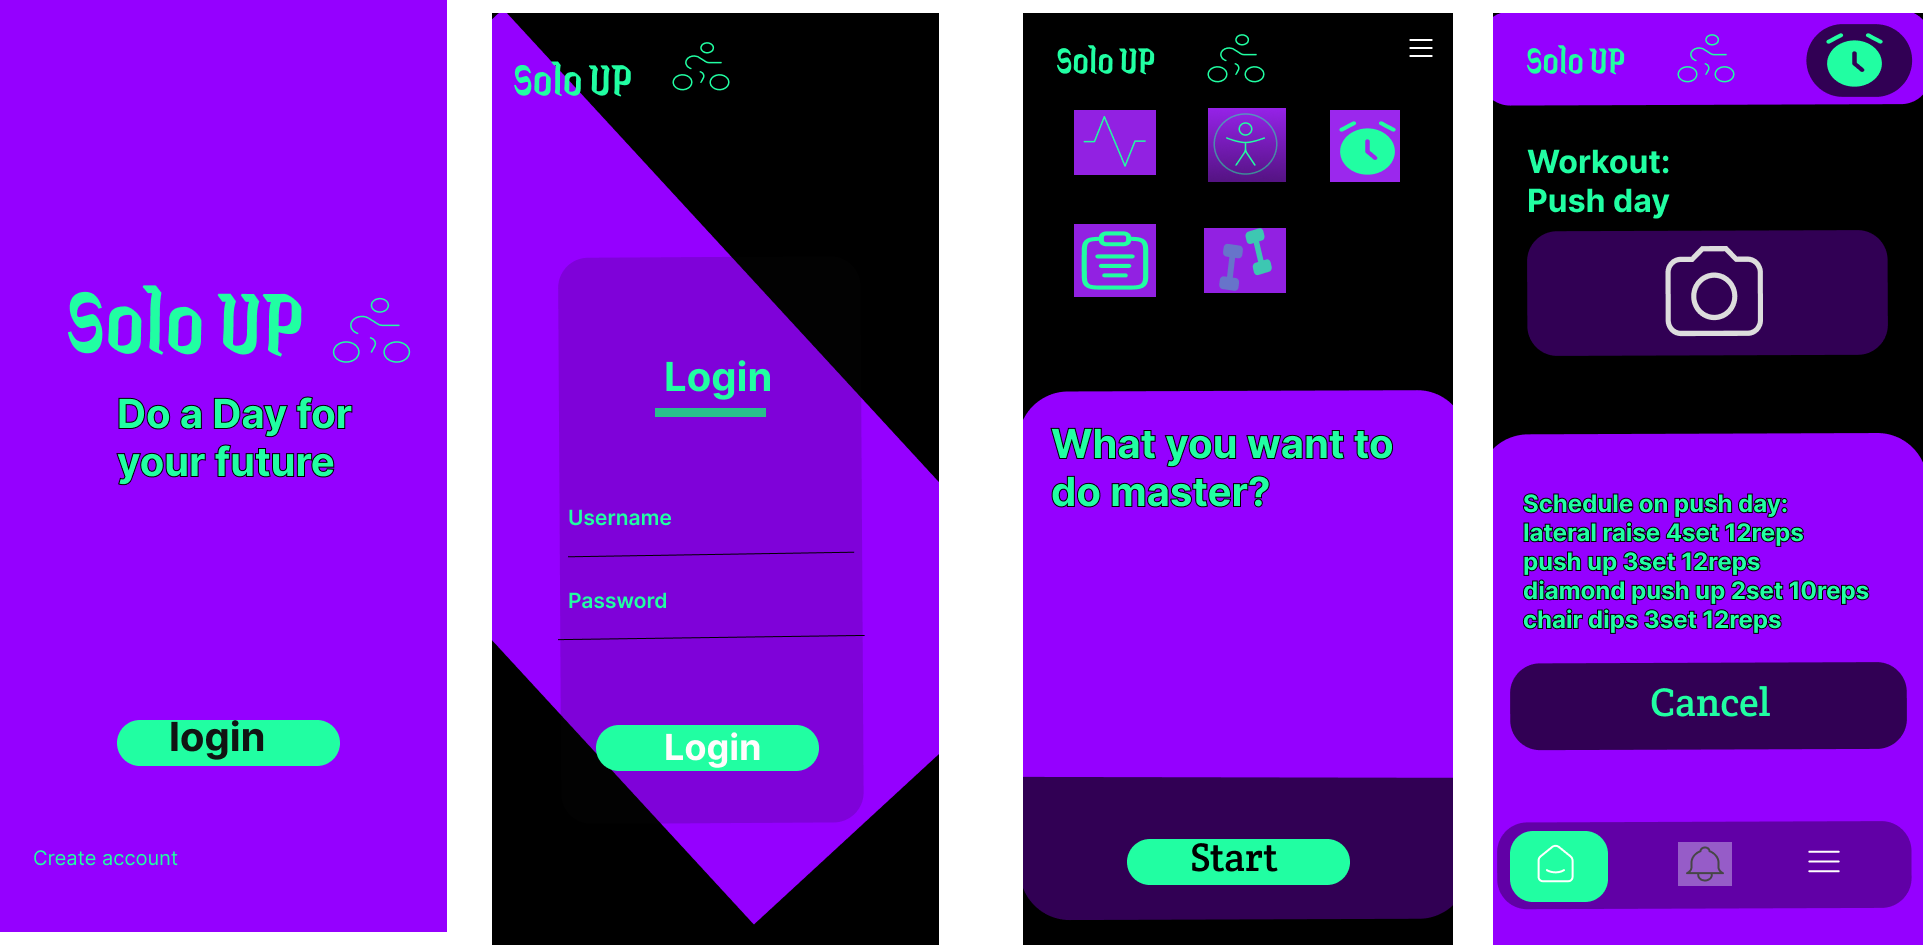 Solo UP
Do a Day for
your future
login
Create account
Solo UP
Login
Username
Password
Login
Solo UP
What you want to
do master?
Start
Solo UP
Workout:
Push day
Schedule on push day:
lateral raise 4set 12reps
push up 3set 12reps
diamond push up 2set 10reps
chair dips 3set 12reps
Cancel